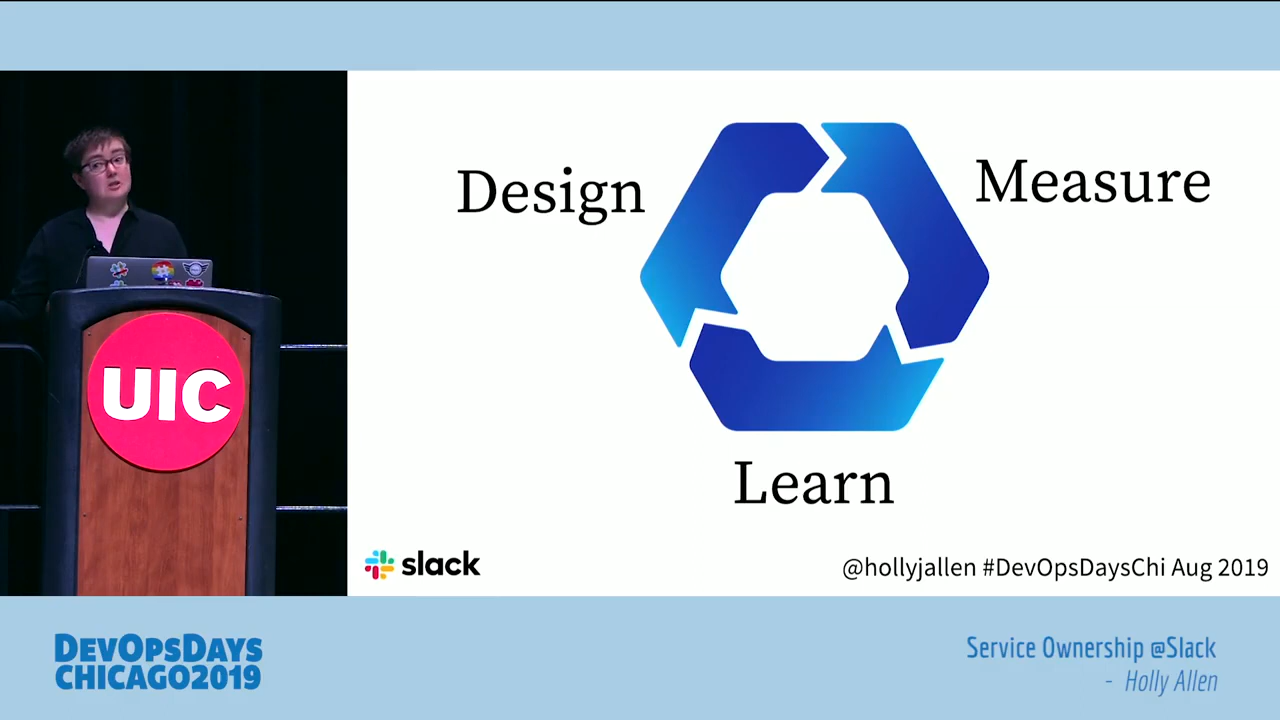 Design
Measure
Learn
UIC
slack
@hollyjallen #DevOpsDaysChi Aug 2019
DEVOPSDAYS
CHICAGO2019
Service Ownership @Slack
- Holly Allen